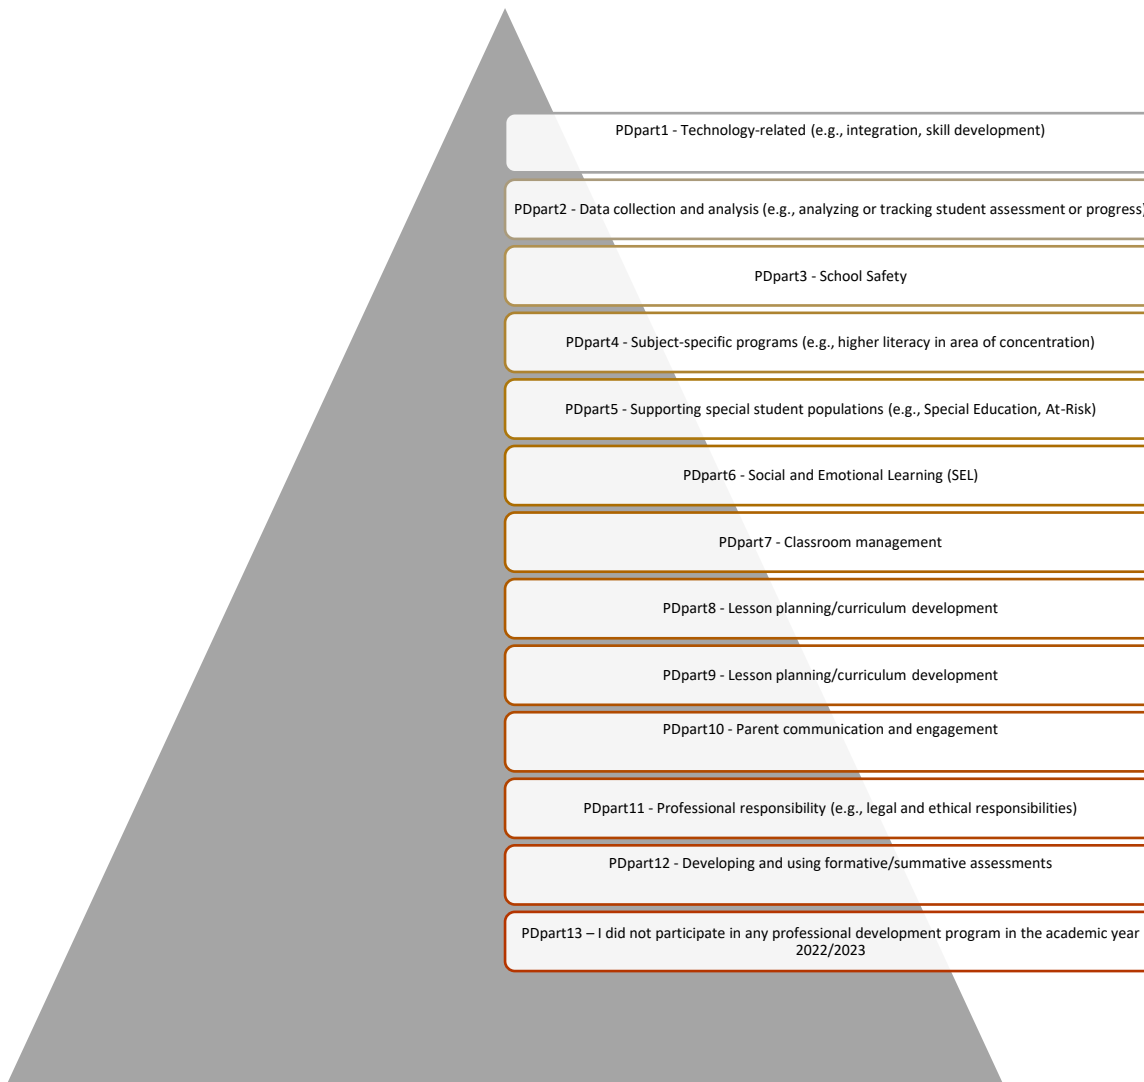 PDpart1 - Technology-related (e.g., integration, skill development)
PDpart2 - Data collection and analysis (e.g., analyzing or tracking student assessment or progress)
PDpart3 - School Safety
PDpart4 - Subject-specific programs (e.g., higher literacy in area of concentration)
PDpart5 - Supporting special student populations (e.g., Special Education, At-Risk)
PDpart6 - Social and Emotional Learning (SEL)
PDpart7 - Classroom management
PDpart8 - Lesson planning/curriculum development
PDpart9 - Lesson planning/curriculum development
PDpart10 - Parent communication and engagement
PDpart11 - Professional responsibility (e.g., legal and ethical responsibilities)
PDpart12 - Developing and using formative/summative assessments
PDpart13 – I did not participate in any professional development program in the academic year
2022/2023